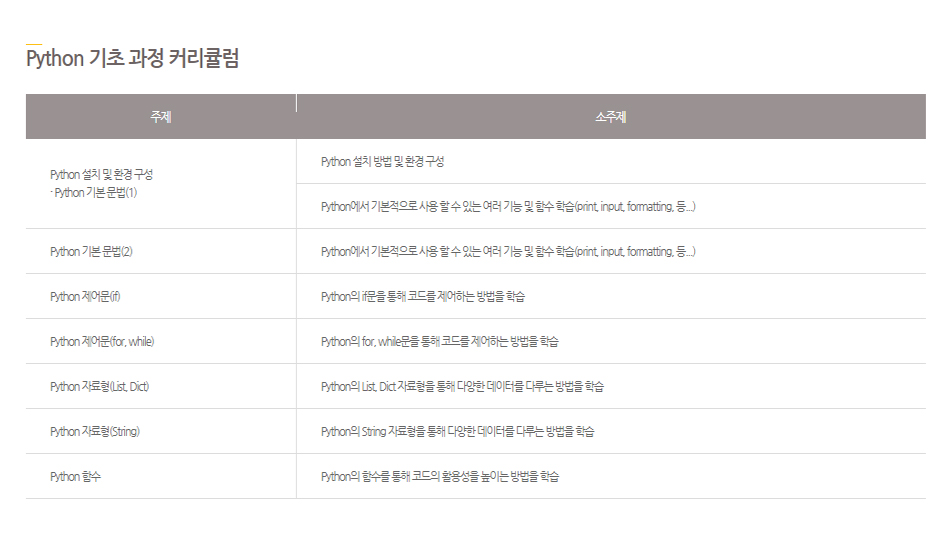 Python 기초 과정 커리큘럼
주제
소주제
Python 설치 및 환경 구성
· Python 기본 문법(1)
Python 설치 방법 및 환경 구성
Python에서 기본적으로 사용 할 수 있는 여러 기능 및 함수 학습(print, input, formatting, 등...)
Python 기본 문법(2)
Python에서 기본적으로 사용 할 수 있는 여러 기능 및 함수 학습(print, input, formatting, 등...)
Python 제어문(if)
Python의 if문을 통해 코드를 제어하는 방법을 학습
Python 제어문(for, while)
Python의 for, while문을 통해 코드를 제어하는 방법을 학습
Python 자료형(List, Dict)
Python의 List, Dict 자료형을 통해 다양한 데이터를 다루는 방법을 학습
Python 자료형(String)
Python의 String 자료형을 통해 다양한 데이터를 다루는 방법을 학습
Python 함수
Python의 함수를 통해 코드의 활용성을 높이는 방법을 학습